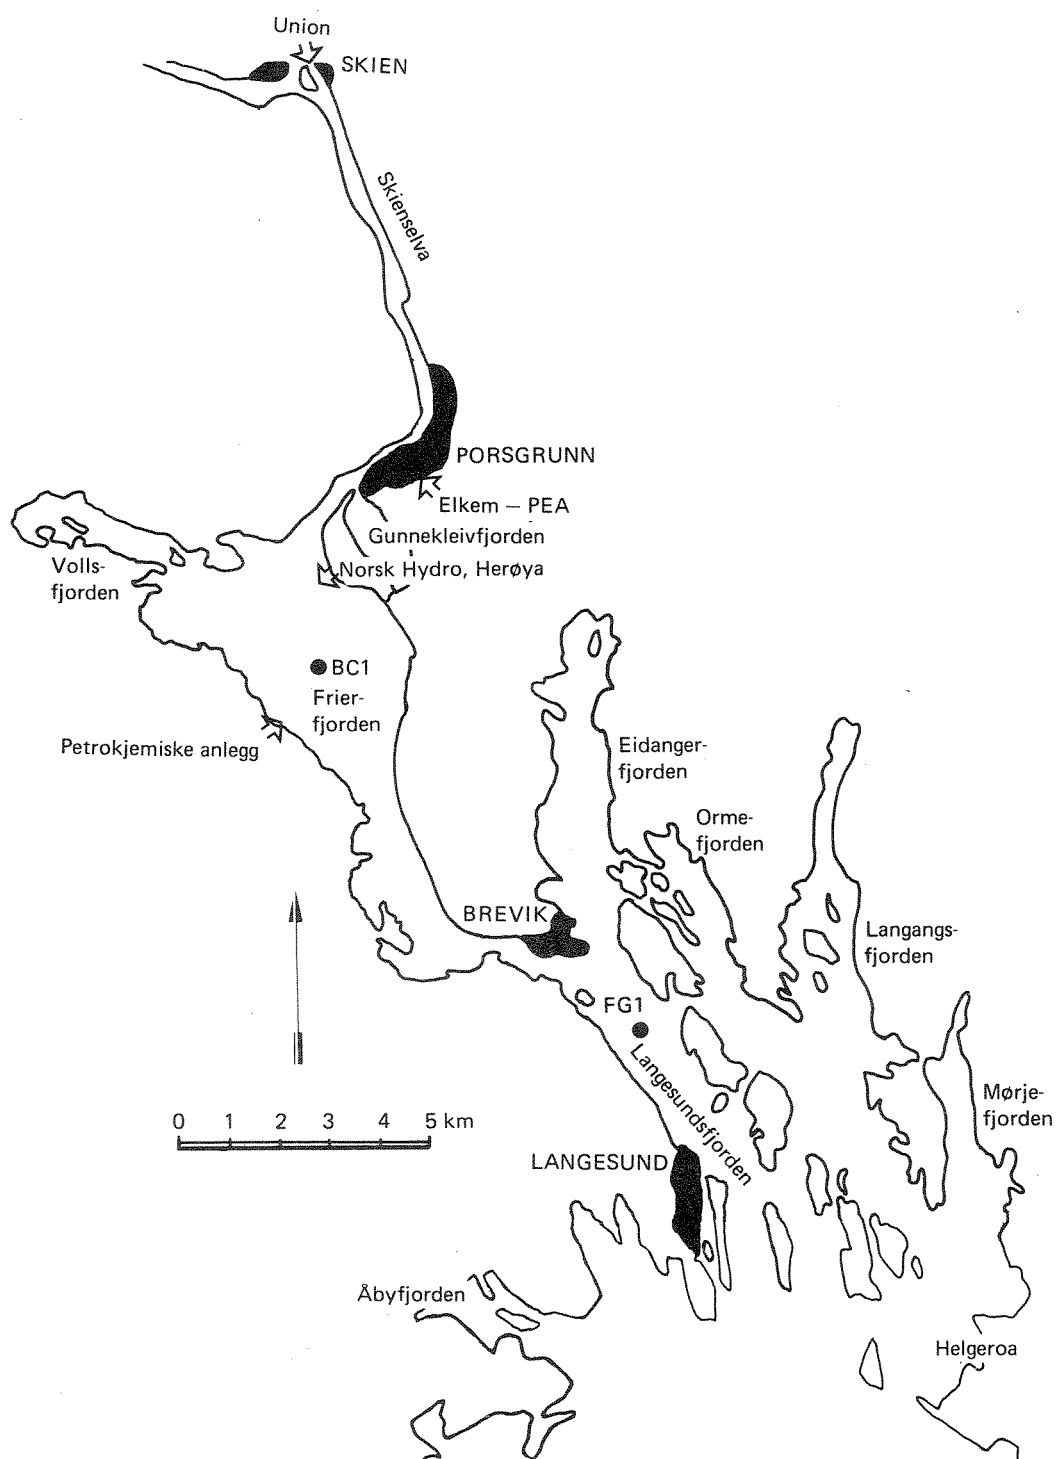 Union
SKIEN
Skienselva
PORSGRUNN
Elkem – PEA
Gunnekleivfjorden
Norsk Hydro, Herøya
Volls-
fjorden
BC1
Frier-
fjorden
Petrokjemiske anlegg
Eidanger-
fjorden
Orme-
fjorden
BREVIK
Langangs-
fjorden
FG1
Langesundsfjorden
Mørje-
fjorden
0 1 2 3 4 5 km
LANGESUND
Åbyfjorden
Helgeroa